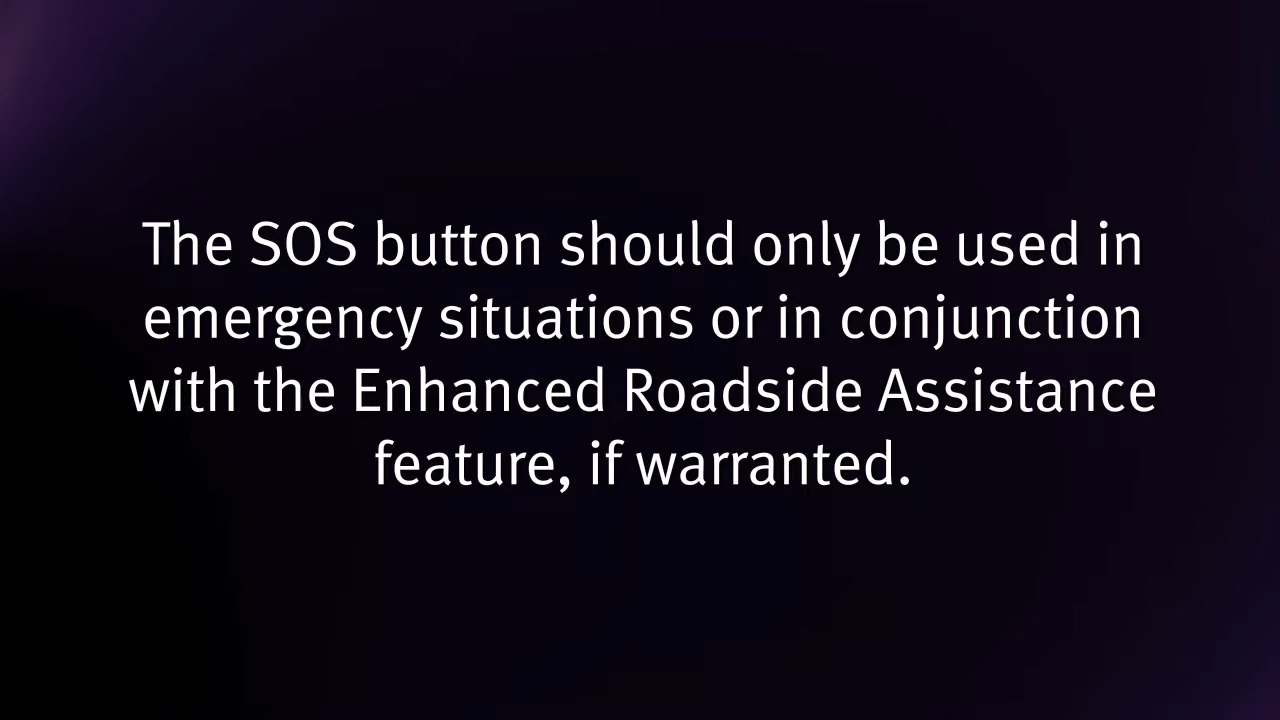 The SOS button should only be used in
emergency situations or in conjunction
with the Enhanced Roadside Assistance
feature, if warranted.